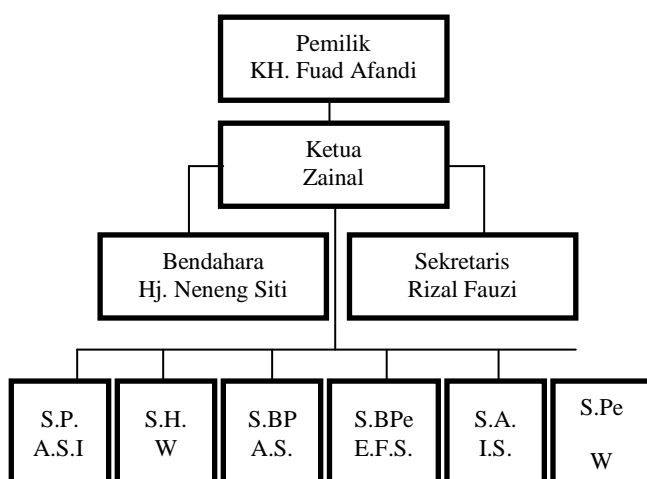 Pemilik
KH. Fuad Afandi
Ketua
Zainal
Bendahara
Hj. Neneng Siti
Sekretaris
Rizal Fauzi
S.P.
A.S.I
S.H.
W
S.BP
A.S.
S.BPe
E.F.S.
S.A.
I.S.
S.Pe
W